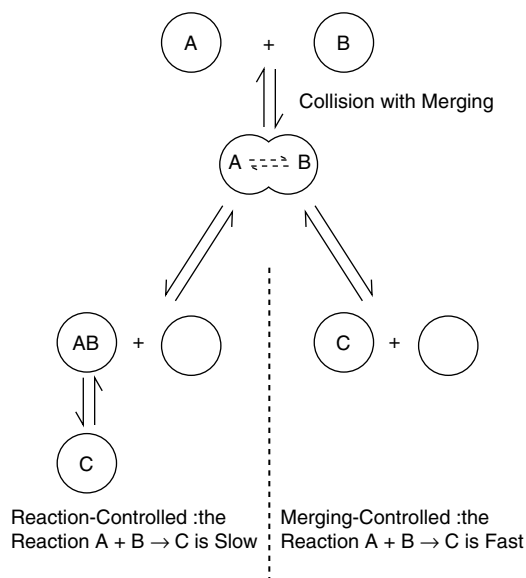 A + B
Collision with Merging
A B
AB + C +
C
Reaction-Controlled :the
Reaction A + B → C is Slow
Merging-Controlled :the
Reaction A + B → C is Fast